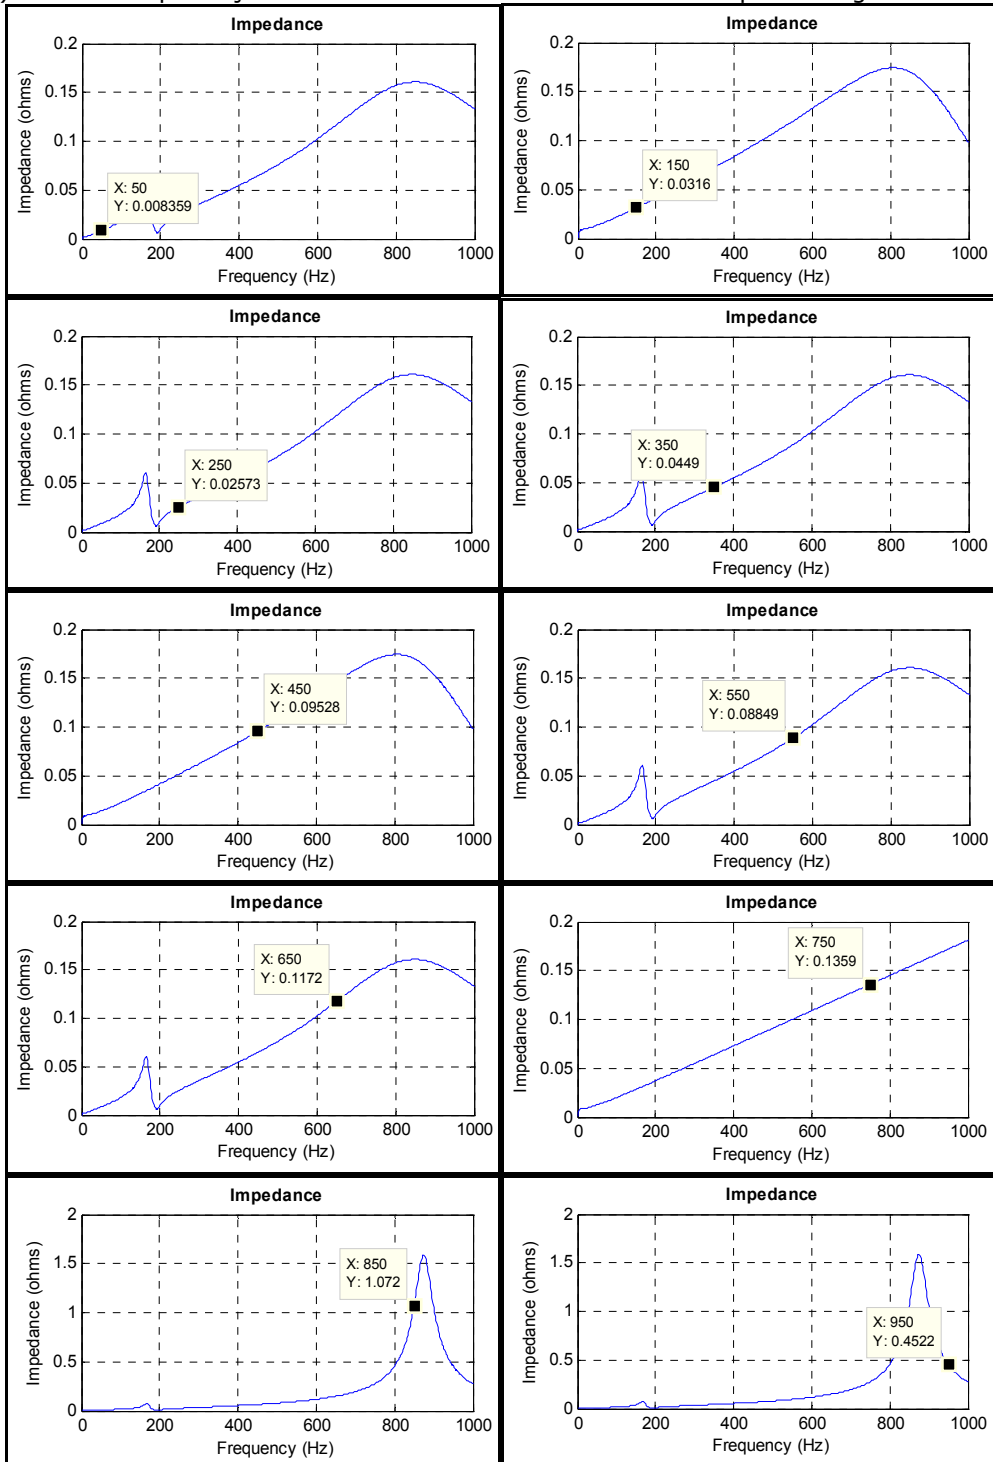 Impedance
Impedance (ohms)
0.2
0.15
0.1
0.05
0
X: 50
Y: 0.008359
0 200 400 600 800 1000
Frequency (Hz)
Impedance
Impedance (ohms)
0.2
0.15
0.1
0.05
0
X: 150
Y: 0.0316
0 200 400 600 800 1000
Frequency (Hz)
Impedance
Impedance (ohms)
0.2
0.15
0.1
0.05
0
X: 250
Y: 0.02573
0 200 400 600 800 1000
Frequency (Hz)
Impedance
Impedance (ohms)
0.2
0.15
0.1
0.05
0
X: 350
Y: 0.0449
0 200 400 600 800 1000
Frequency (Hz)
Impedance
Impedance (ohms)
0.2
0.15
0.1
0.05
0
X: 450
Y: 0.09528
0 200 400 600 800 1000
Frequency (Hz)
Impedance
Impedance (ohms)
0.2
0.15
0.1
0.05
0
X: 550
Y: 0.08849
0 200 400 600 800 1000
Frequency (Hz)
Impedance
Impedance (ohms)
0.2
0.15
0.1
0.05
0
X: 650
Y: 0.1172
0 200 400 600 800 1000
Frequency (Hz)
Impedance
Impedance (ohms)
0.2
0.15
0.1
0.05
0
X: 750
Y: 0.1359
0 200 400 600 800 1000
Frequency (Hz)
Impedance
Impedance (ohms)
2
1.5
1
0.5
0
X: 850
Y: 1.072
0 200 400 600 800 1000
Frequency (Hz)
Impedance
Impedance (ohms)
2
1.5
1
0.5
0
X: 950
Y: 0.4522
0 200 400 600 800 1000
Frequency (Hz)